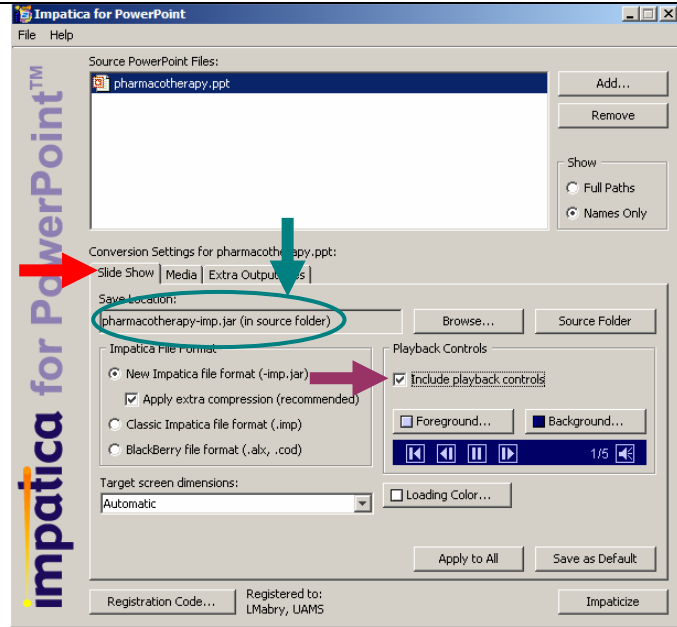 Impatica for PowerPoint
File Help
impatica for PowerPoint™
Source PowerPoint Files:
pharmacotherapy.ppt
Add...
Remove
Show
Full Paths
Names Only
Conversion Settings for pharmacotherapy.ppt:
Slide Show Media Extra Output
Save Location:
pharmacotherapy-imp.jar (in source folder)
Browse...
Source Folder
Impatica File Format
New Impatica file format (-imp.jar)
Apply extra compression (recommended)
Classic Impatica file format (.imp)
BlackBerry file format (.alx, .cod)
Playback Controls
Include playback controls
Foreground...
Background...
1/5
Target screen dimensions:
Automatic
Loading Color...
Apply to All
Save as Default
Registration Code...
Registered to:
LMabry, UAMS
Impaticize